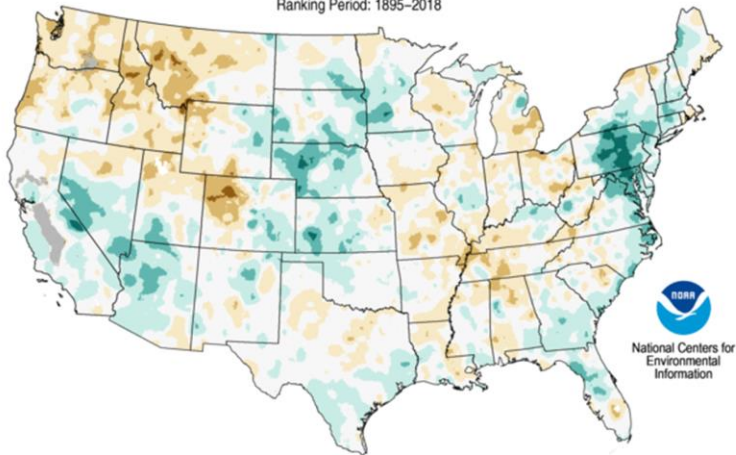 Ranking Period: 1895–2018
NOAA
National Centers for
Environmental
Information